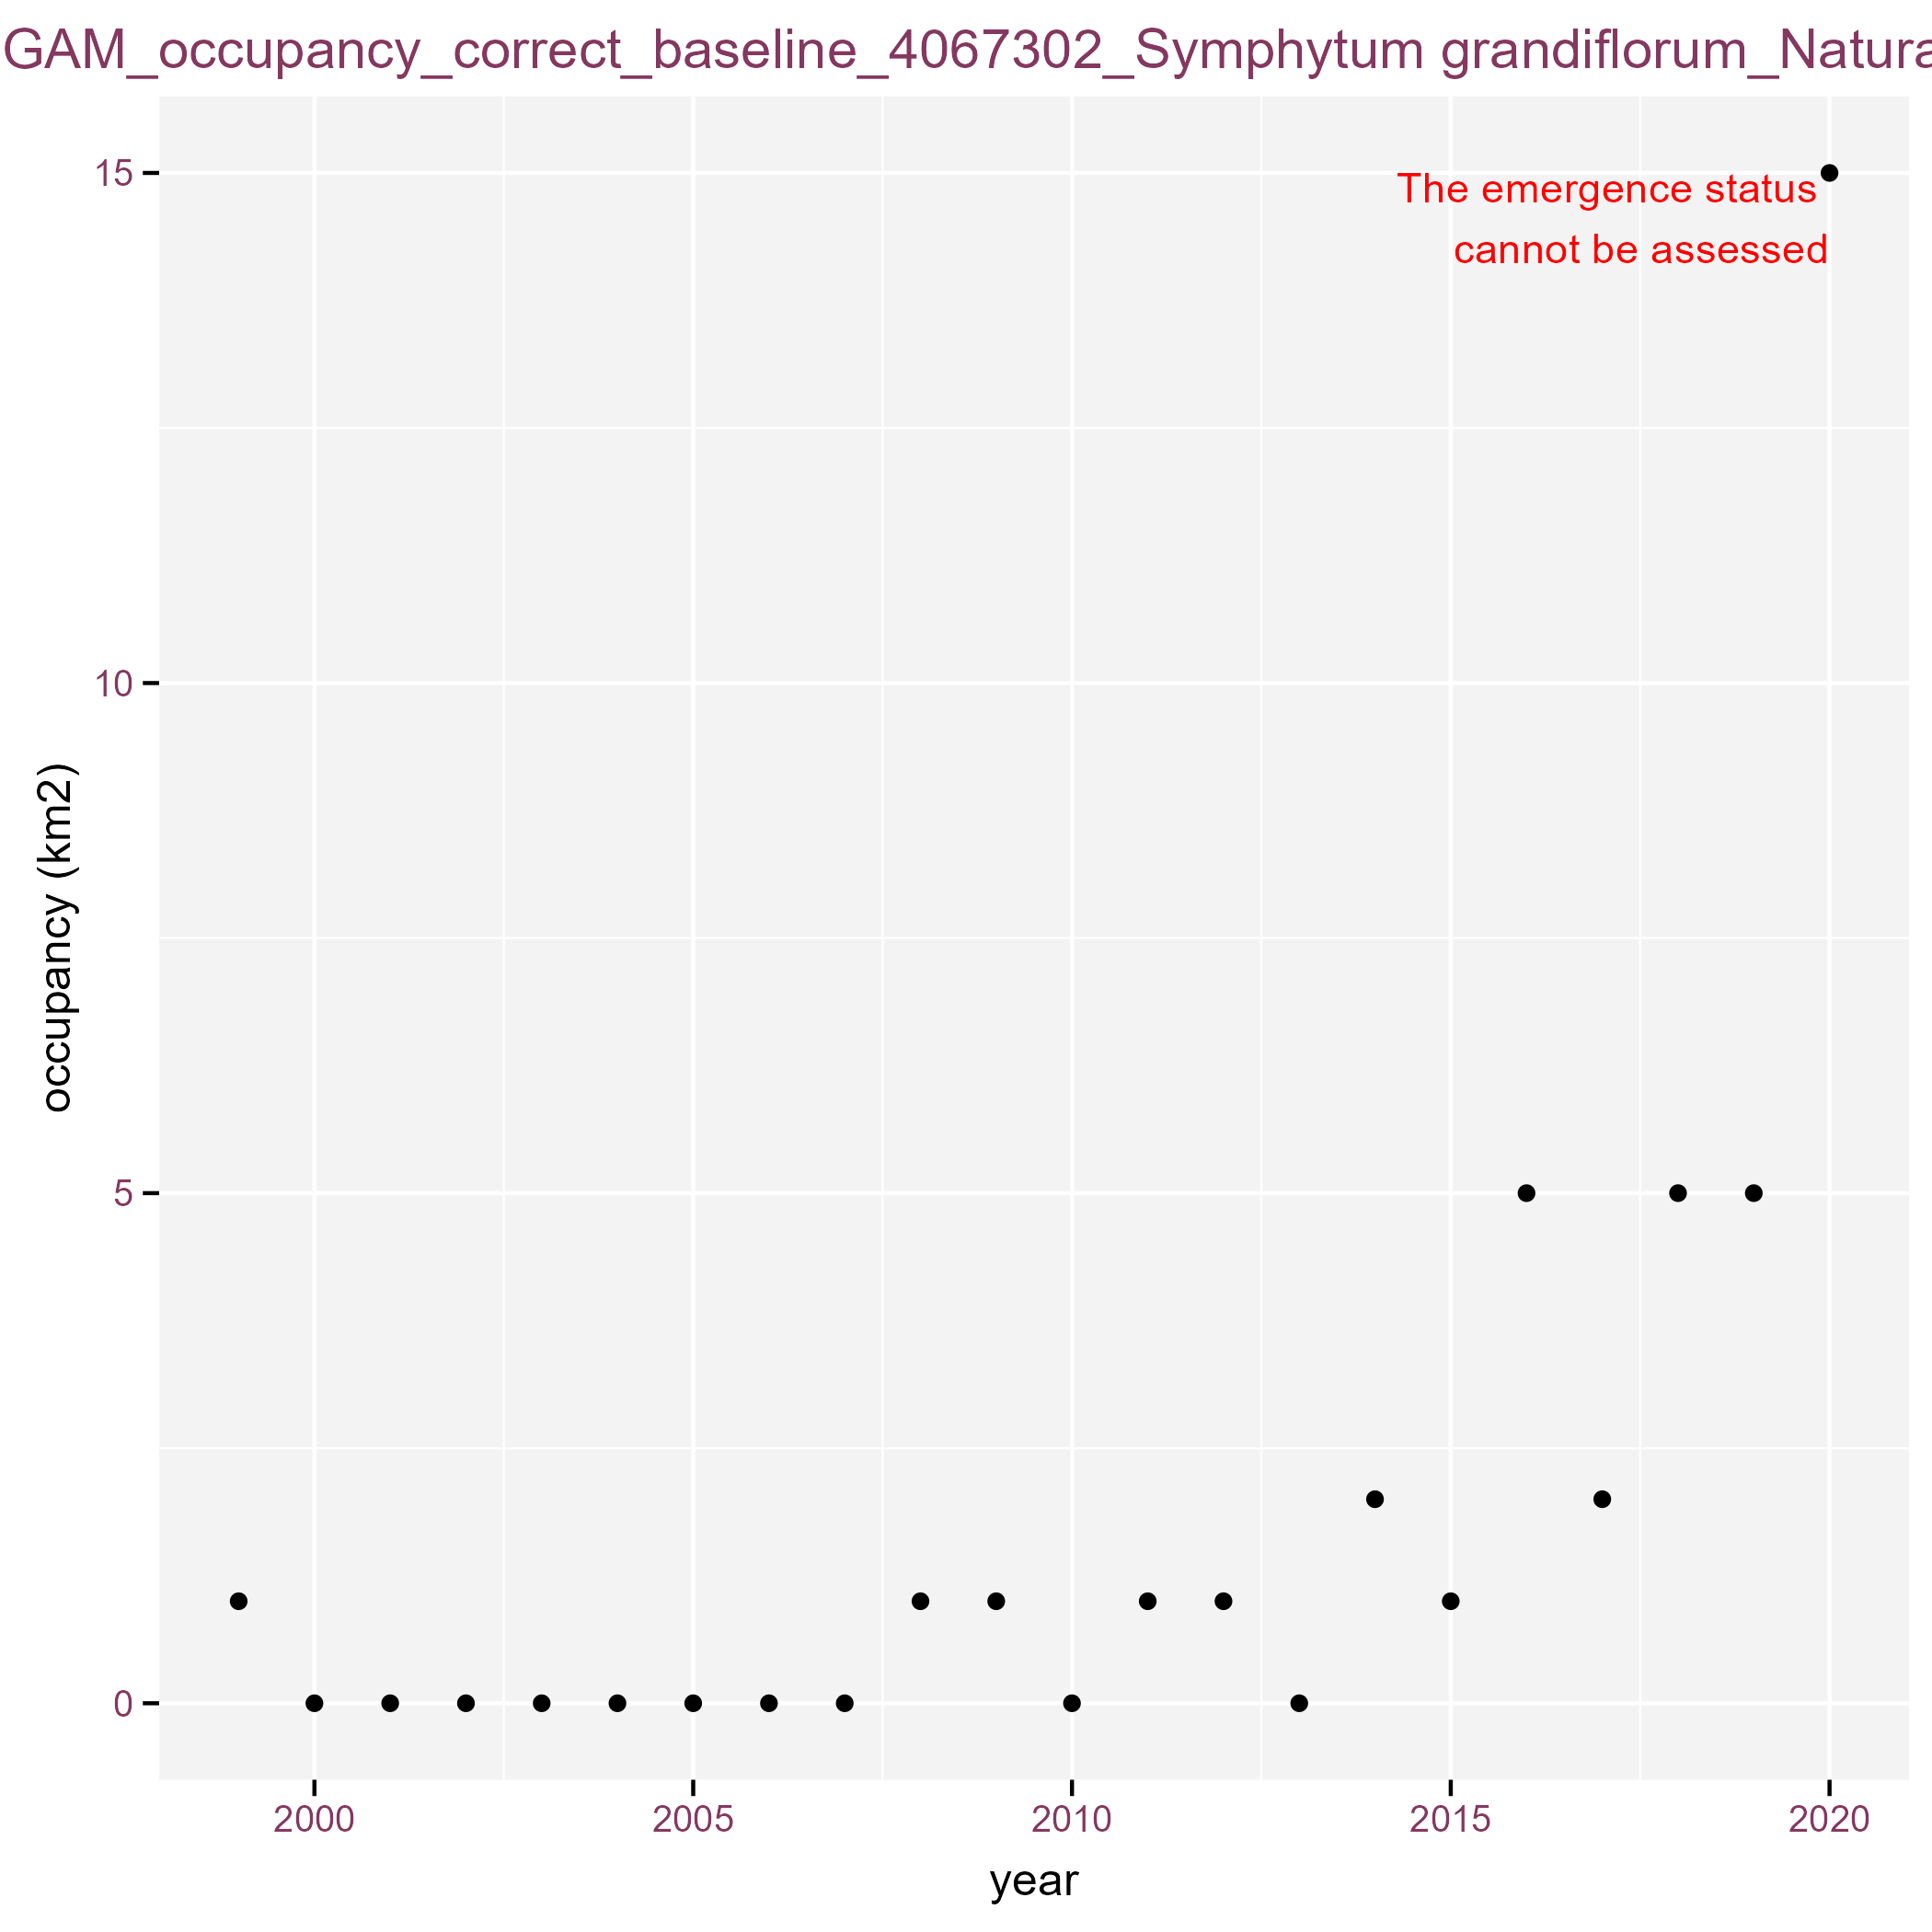 GAM_occupancy_correct_baseline_4067302_Symphytum grandiflorum_Natura
15
The emergence status
cannot be assessed
10
occupancy (km2)
5
0
2000 2005 2010 2015 2020
year